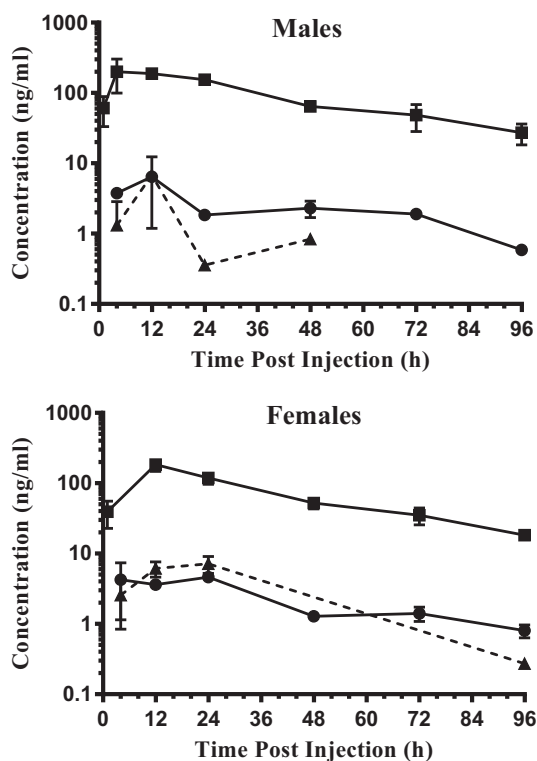 Males
Concentration (ng/ml)
1000
100
10
1
0.1
0 12 24 36 48 60 72 84 96
Time Post Injection (h)
Females
Concentration (ng/ml)
1000
100
10
1
0.1
0 12 24 36 48 60 72 84 96
Time Post Injection (h)